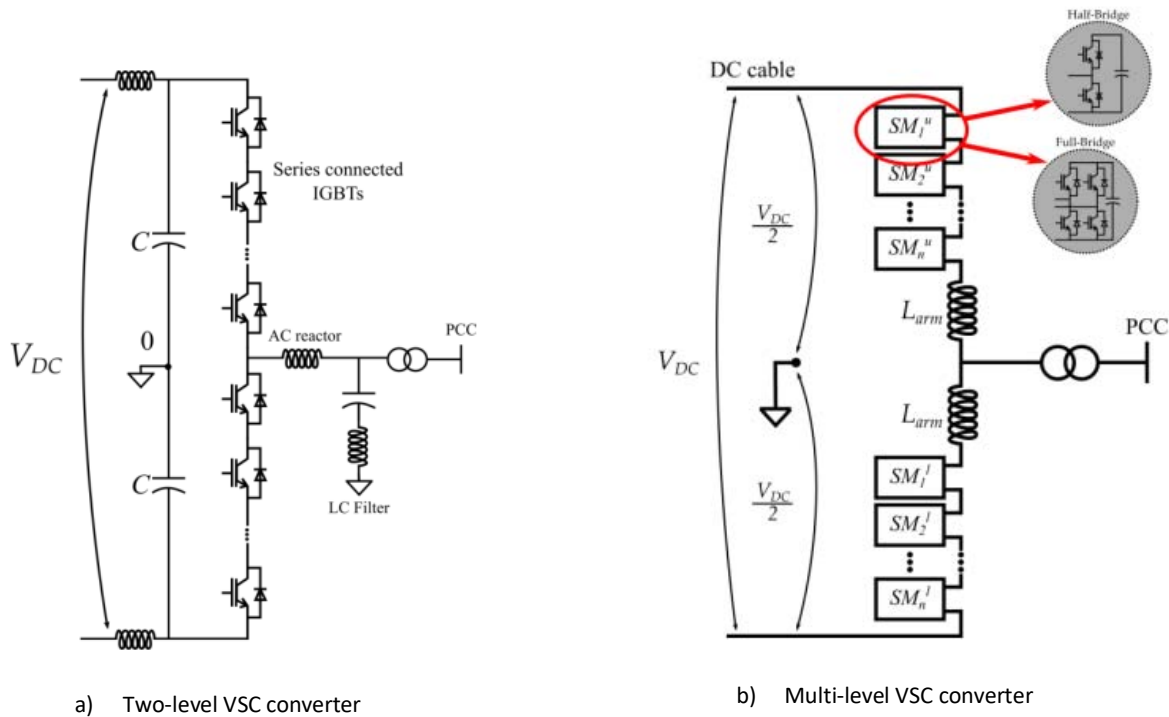 Series connected
IGBTs
C
0
AC reactor
PCC
V_DC
C
LC Filter
a) Two-level VSC converter
Half-Bridge
DC cable
SM_1^u
Full-Bridge
SM_2^u
V_DC/2
SM_n^u
L_arm
PCC
V_DC
L_arm
SM_1^l
V_DC/2
SM_2^l
SM_n^l
b) Multi-level VSC converter